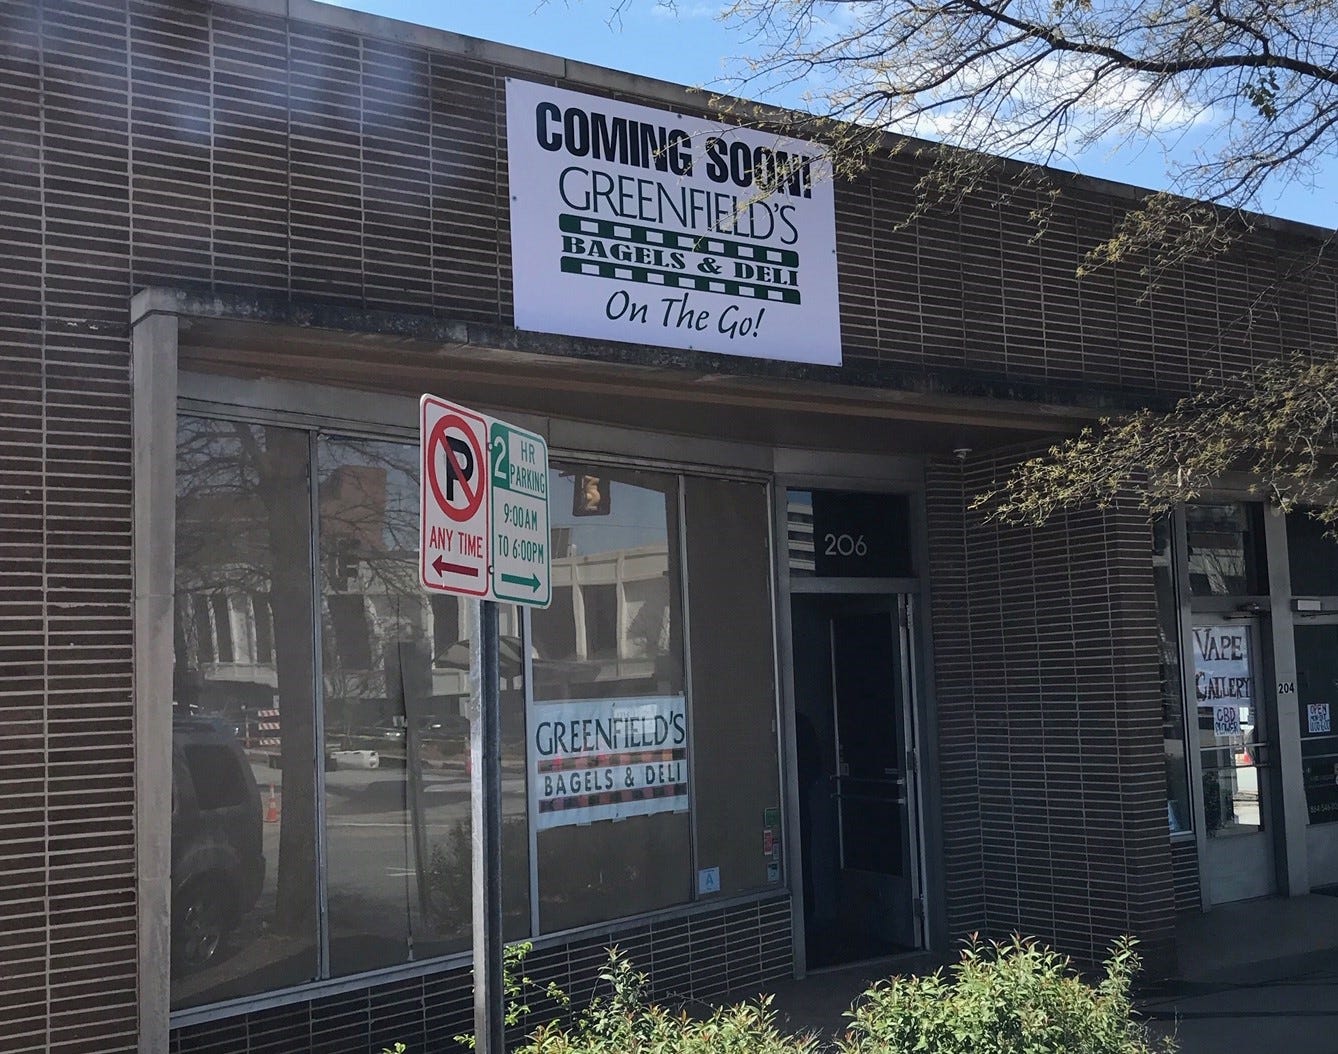 COMING SOON!
GREENFIELD'S
BAGELS & DELI
On The Go!
P
ANY TIME
2 HR
PARKING
9:00AM
TO 6:00PM
206
GREENFIELD'S
BAGELS & DELI
A
VAPE
GALLERY
CBD
204
OPEN